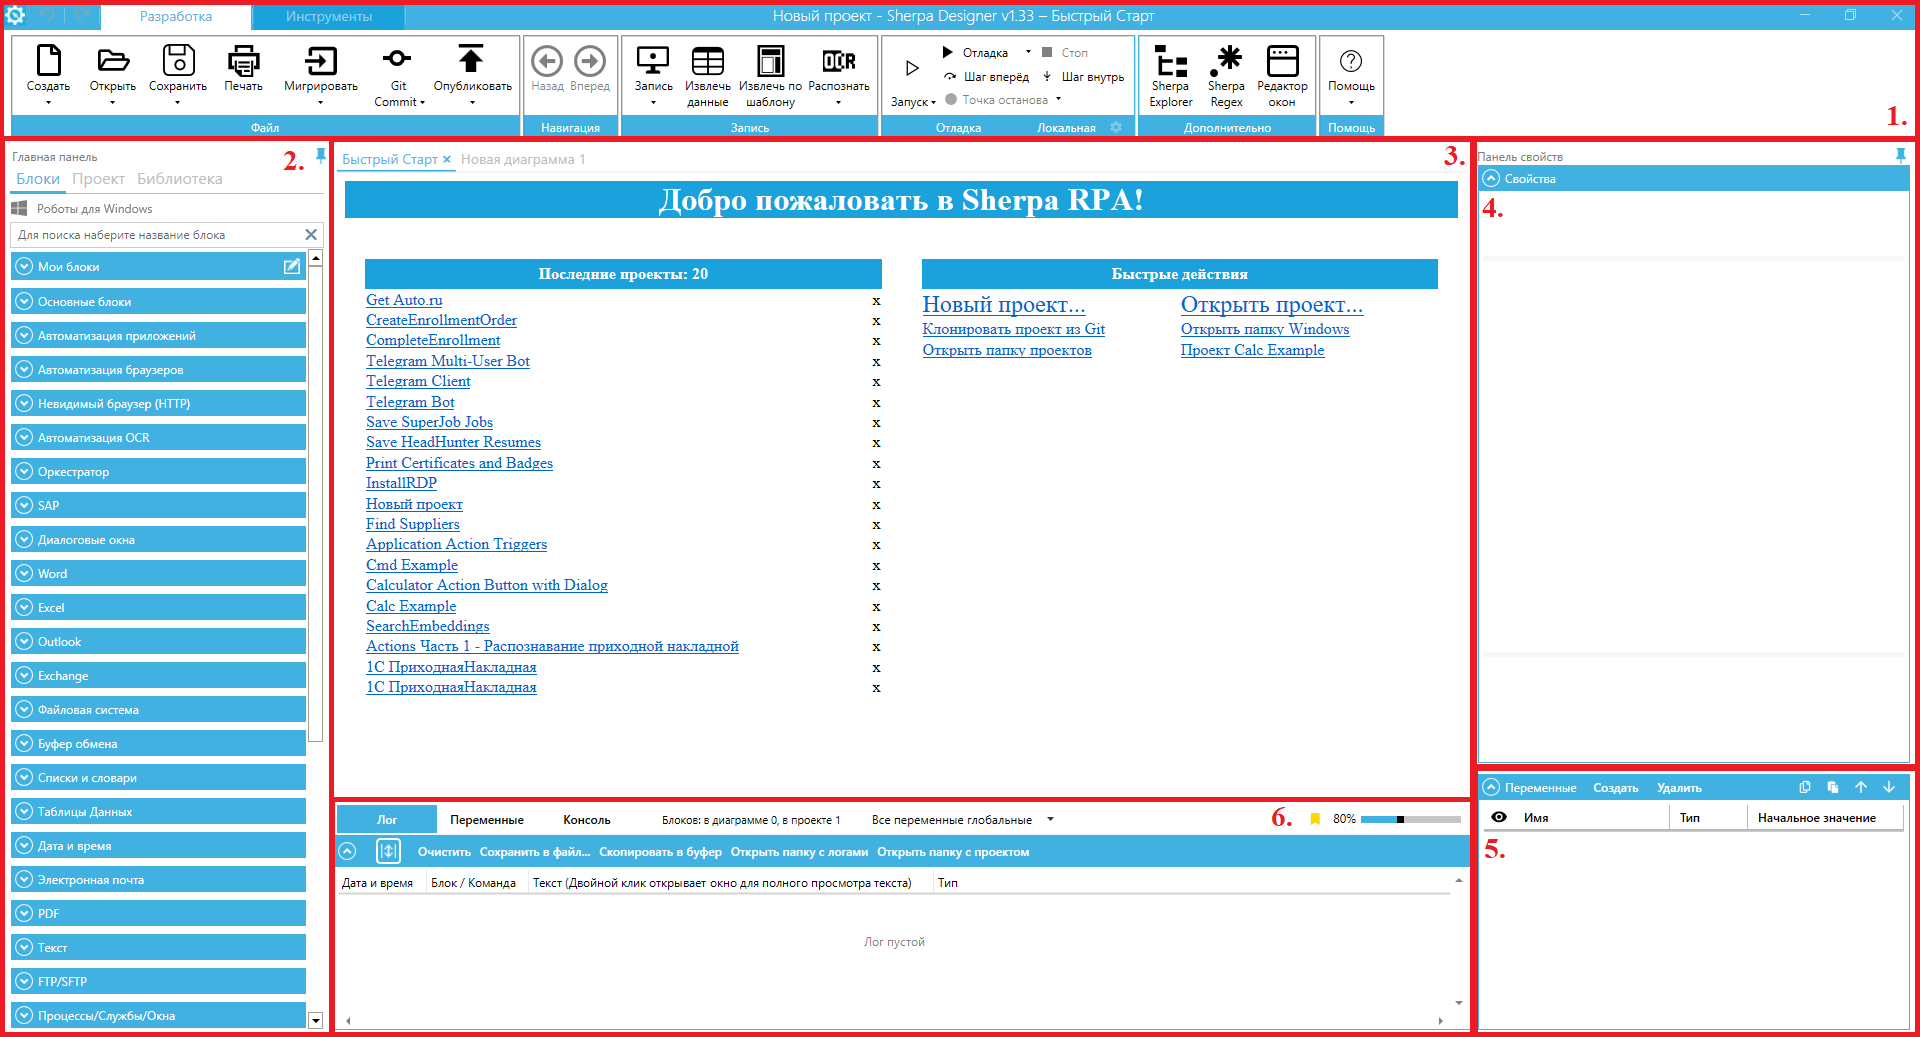 Разработка
Инструменты
Новый проект - Sherpa Designer v1.33 – Быстрый Старт
Создать
Открыть
Сохранить
Печать
Мигрировать
Git Commit
Опубликовать
Файл
Назад
Вперед
Навигация
Запись
Извлечь данные
Извлечь по шаблону
OCR
Распознать
Запись
Запуск
Отладка
Стоп
Шаг вперёд
Шаг внутрь
Точка останова
Отладка
Локальная
Sherpa Explorer
Sherpa Regex
Редактор окон
Дополнительно
Помощь
Помощь
1.
Главная панель
2.
Блоки Проект Библиотека
Роботы для Windows
Для поиска наберите название блока
Мои блоки
Основные блоки
Автоматизация приложений
Автоматизация браузеров
Невидимый браузер (HTTP)
Автоматизация OCR
Оркестратор
SAP
Диалоговые окна
Word
Excel
Outlook
Exchange
Файловая система
Буфер обмена
Списки и словари
Таблицы Данных
Дата и время
Электронная почта
PDF
Текст
FTP/SFTP
Процессы/Службы/Окна
Быстрый Старт × Новая диаграмма 1
3.
Добро пожаловать в Sherpa RPA!
Последние проекты: 20
Get Auto.ru x
CreateEnrollmentOrder x
CompleteEnrollment x
Telegram Multi-User Bot x
Telegram Client x
Telegram Bot x
Save SuperJob Jobs x
Save HeadHunter Resumes x
Print Certificates and Badges x
InstallRDP x
Новый проект x
Find Suppliers x
Application Action Triggers x
Cmd Example x
Calculator Action Button with Dialog x
Calc Example x
SearchEmbeddings x
Actions Часть 1 - Распознавание приходной накладной x
1С ПриходнаяНакладная x
1С ПриходнаяНакладная x
Быстрые действия
Новый проект... Открыть проект...
Клонировать проект из Git Открыть папку Windows
Открыть папку проектов Проект Calc Example
Панель свойств
Свойства
4.
Переменные Создать Удалить
Имя Тип Начальное значение
5.
Лог Переменные Консоль Блоков: в диаграмме 0, в проекте 1 Все переменные глобальные 6. 80%
Очистить Сохранить в файл... Скопировать в буфер Открыть папку с логами Открыть папку с проектом
Дата и время Блок / Команда Текст (Двойной клик открывает окно для полного просмотра текста) Тип
Лог пустой